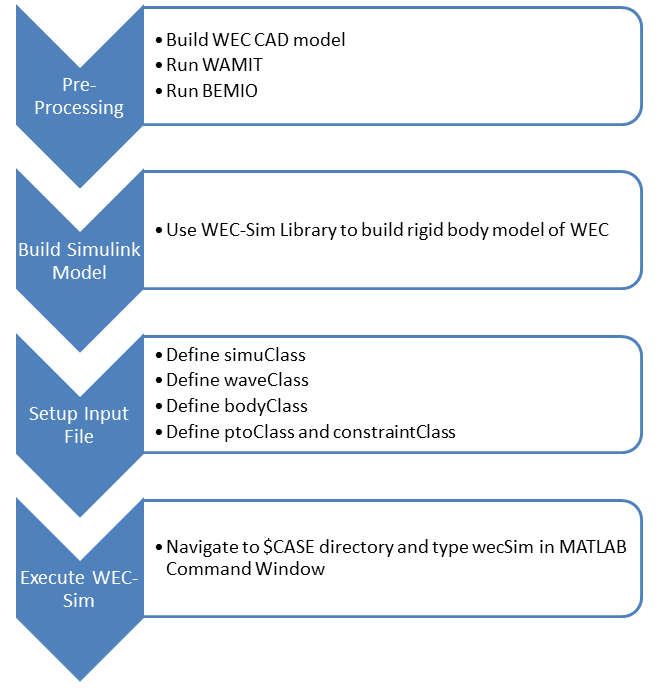 Pre-
Processing
• Build WEC CAD model
• Run WAMIT
• Run BEMIO
Build Simulink
Model
• Use WEC-Sim Library to build rigid body model of WEC
Setup Input
File
• Define simuClass
• Define waveClass
• Define bodyClass
• Define ptoClass and constraintClass
Execute WEC-
Sim
• Navigate to $CASE directory and type wecSim in MATLAB
Command Window